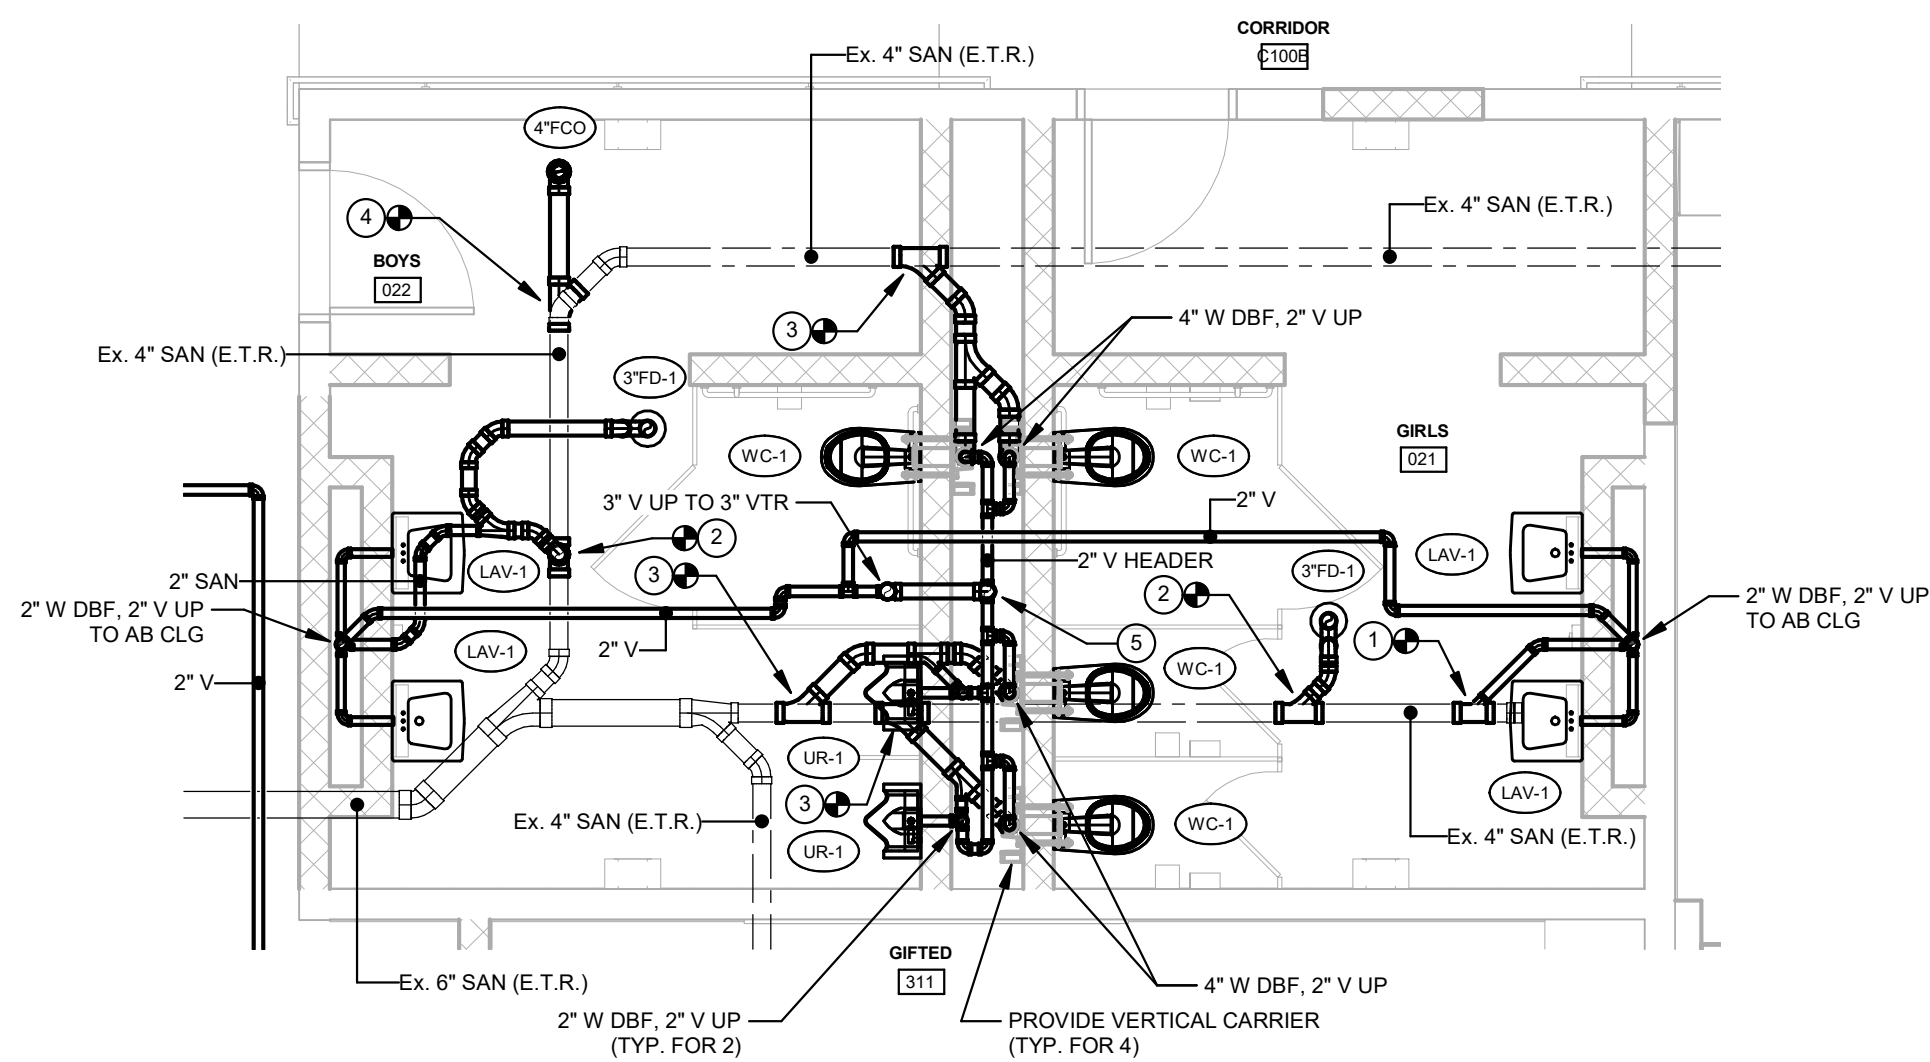 CORRIDOR
C100B
Ex. 4" SAN (E.T.R.)
4"FCO
Ex. 4" SAN (E.T.R.)
4
BOYS
022
3
4" W DBF, 2" V UP
Ex. 4" SAN (E.T.R.)
3"FD-1
GIRLS
021
WC-1
WC-1
3" V UP TO 3" VTR
2" V
2
LAV-1
LAV-1
2" V HEADER
3
3"FD-1
2" SAN
2
2" W DBF, 2" V UP
TO AB CLG
2" W DBF, 2" V UP
TO AB CLG
1
5
LAV-1
2" V
WC-1
2" V
UR-1
LAV-1
3
Ex. 4" SAN (E.T.R.)
WC-1
Ex. 4" SAN (E.T.R.)
UR-1
GIFTED
311
Ex. 6" SAN (E.T.R.)
4" W DBF, 2" V UP
2" W DBF, 2" V UP
(TYP. FOR 2)
PROVIDE VERTICAL CARRIER
(TYP. FOR 4)